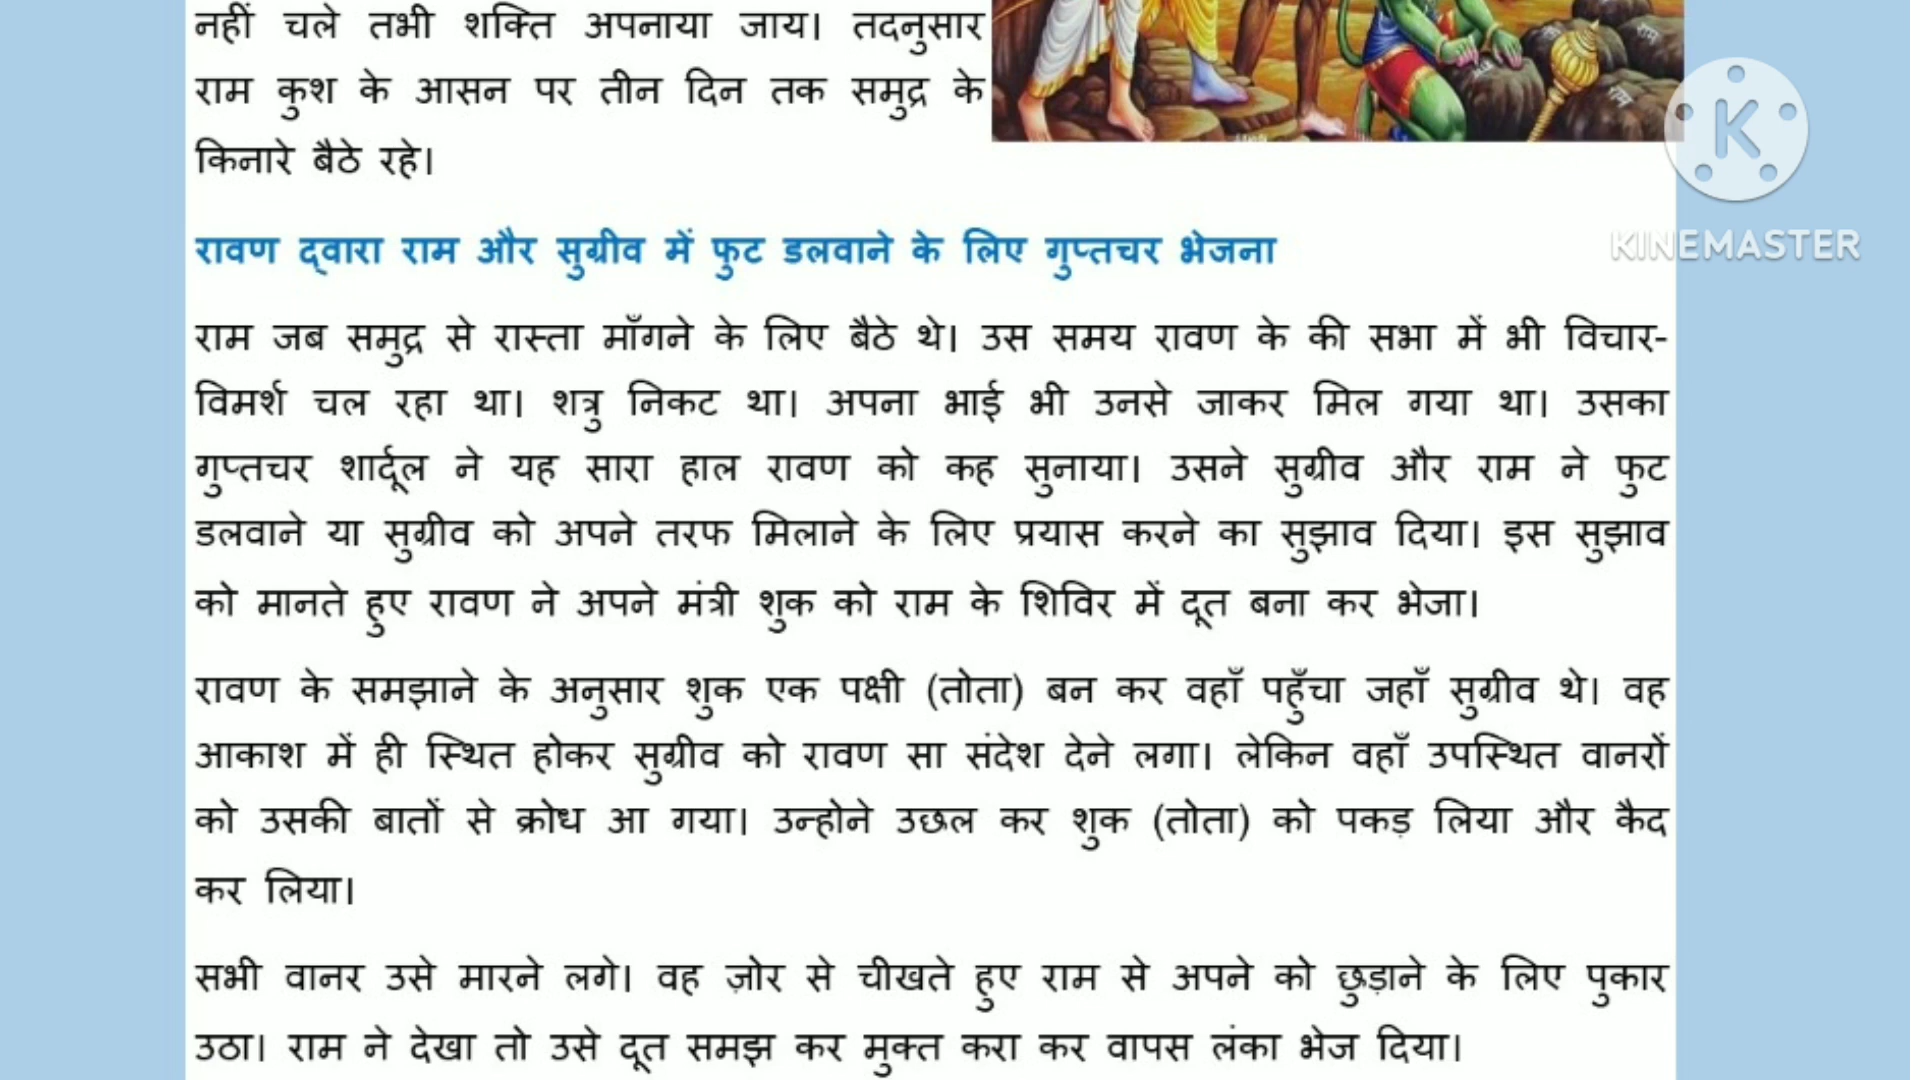 नहीं चले तभी शक्ति अपनाया जाय। तदनुसार
राम कुश के आसन पर तीन दिन तक समुद्र के
किनारे बैठे रहे।
KINEMASTER
रावण द्वारा राम और सुग्रीव में फुट डलवाने के लिए गुप्तचर भेजना
राम जब समुद्र से रास्ता माँगने के लिए बैठे थे। उस समय रावण के की सभा में भी विचार-
विमर्श चल रहा था। शत्रु निकट था। अपना भाई भी उनसे जाकर मिल गया था। उसका
गुप्तचर शार्दूल ने यह सारा हाल रावण को कह सुनाया। उसने सुग्रीव और राम ने फुट
डलवाने या सुग्रीव को अपने तरफ मिलाने के लिए प्रयास करने का सुझाव दिया। इस सुझाव
को मानते हुए रावण ने अपने मंत्री शुक को राम के शिविर में दूत बना कर भेजा।
रावण के समझाने के अनुसार शुक एक पक्षी (तोता) बन कर वहाँ पहुँचा जहाँ सुग्रीव थे। वह
आकाश में ही स्थित होकर सुग्रीव को रावण सा संदेश देने लगा। लेकिन वहाँ उपस्थित वानरों
को उसकी बातों से क्रोध आ गया। उन्होने उछल कर शुक (तोता) को पकड़ लिया और कैद
कर लिया।
सभी वानर उसे मारने लगे। वह ज़ोर से चीखते हुए राम से अपने को छुड़ाने के लिए पुकार
उठा। राम ने देखा तो उसे दूत समझ कर मुक्त करा कर वापस लंका भेज दिया।